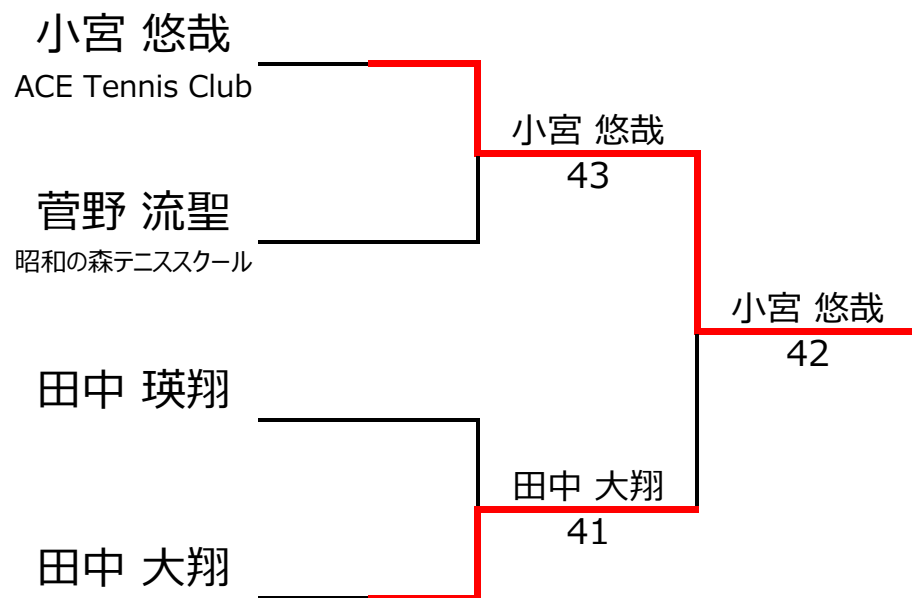 小宮 悠哉
ACE Tennis Club
菅野 流聖
昭和の森テニススクール
田中 瑛翔
田中 大翔
小宮 悠哉
43
田中 大翔
41
小宮 悠哉
42